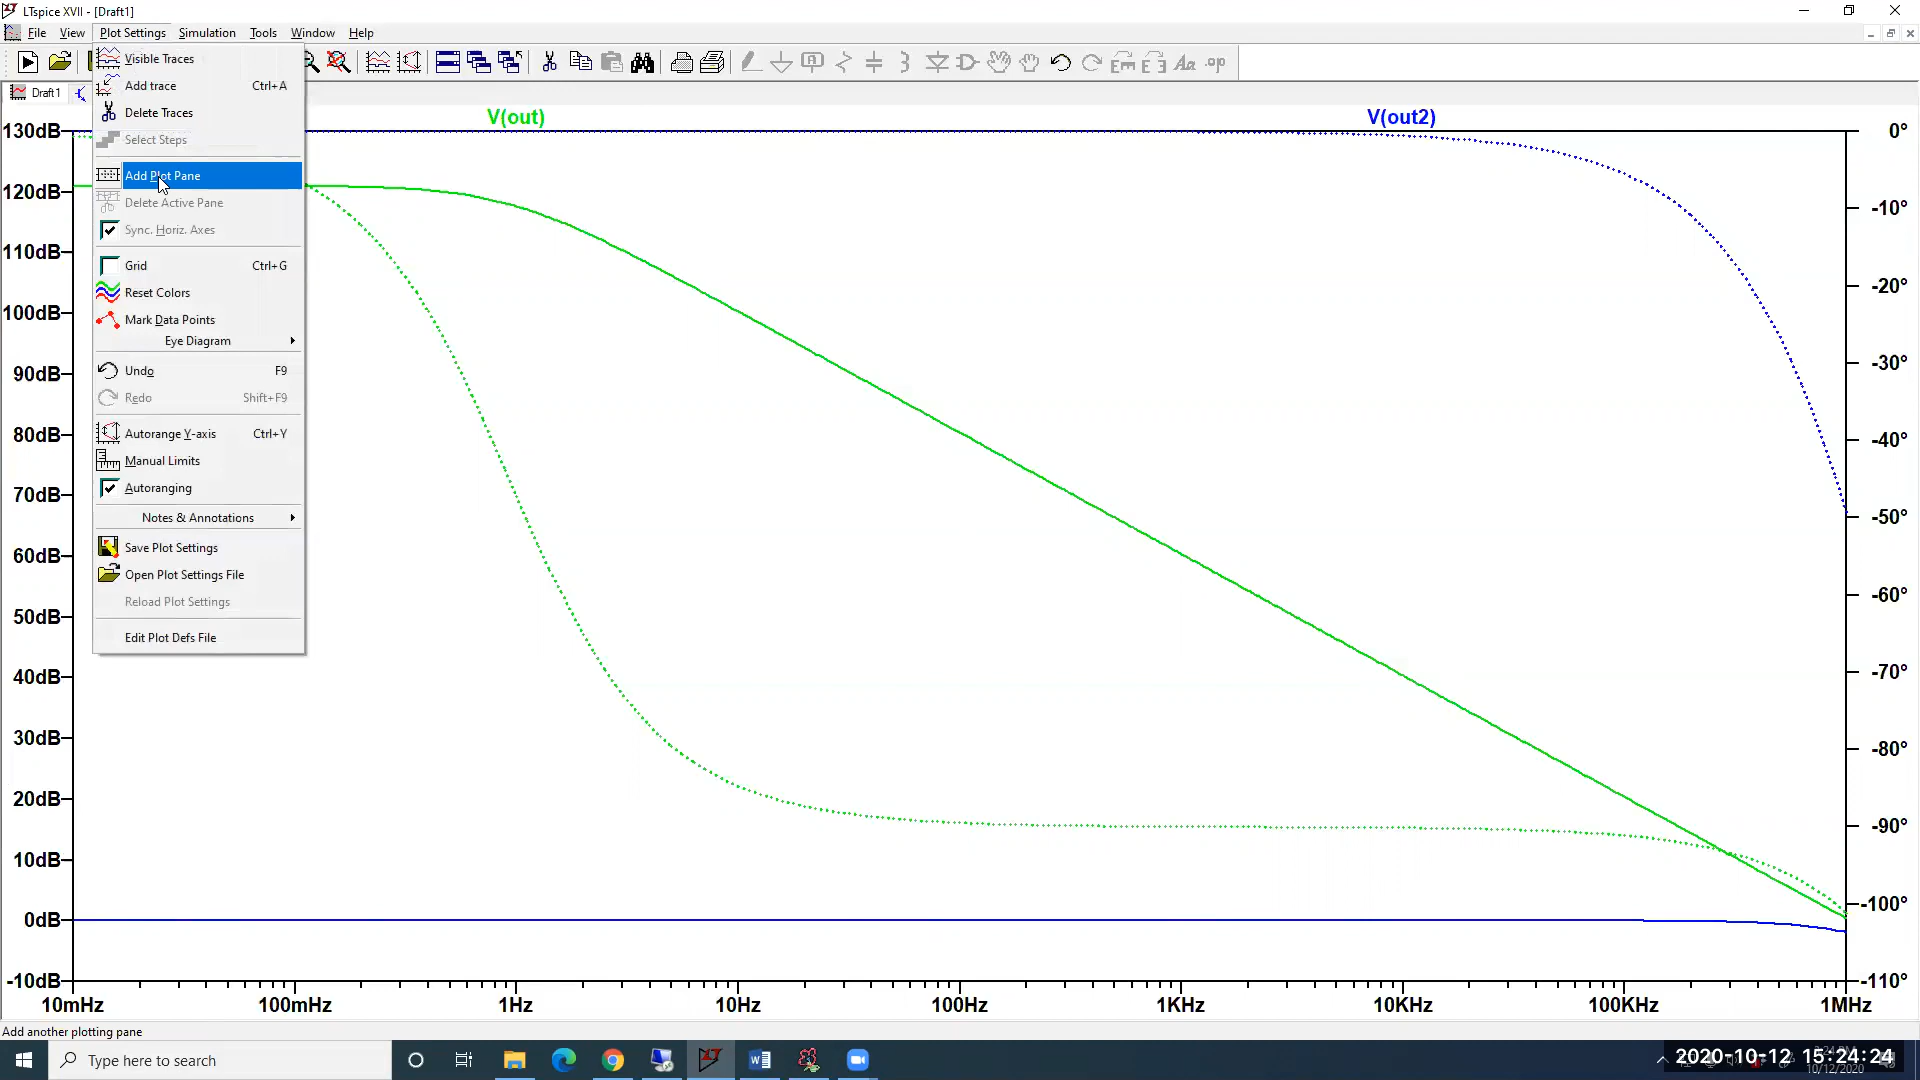 LTspice XVII - [Draft1]
File View Plot Settings Simulation Tools Window Help
Draft1
Visible Traces
Add trace Ctrl+A
Delete Traces
Select Steps
Add Plot Pane
Delete Active Pane
Sync. Horiz. Axes
Grid Ctrl+G
Reset Colors
Mark Data Points
Eye Diagram
Undo F9
Redo Shift+F9
Autorange Y-axis Ctrl+Y
Manual Limits
Autoranging
Notes & Annotations
Save Plot Settings
Open Plot Settings File
Reload Plot Settings
Edit Plot Defs File
V(out) V(out2)
130dB 0°
120dB
-10°
110dB
-20°
100dB
-30°
90dB
80dB -40°
70dB
-50°
60dB
-60°
50dB
40dB -70°
30dB -80°
20dB
-90°
10dB
-100°
0dB
-10dB -110°
10mHz 100mHz 1Hz 10Hz 100Hz 1KHz 10KHz 100KHz 1MHz
Add another plotting pane
Type here to search
2020-10-12 15:24:24
10/12/2020